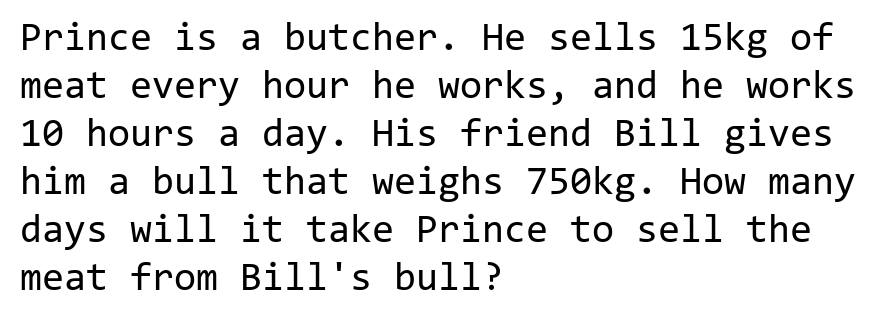 Prince is a butcher. He sells 15kg of
meat every hour he works, and he works
10 hours a day. His friend Bill gives
him a bull that weighs 750kg. How many
days will it take Prince to sell the
meat from Bill's bull?